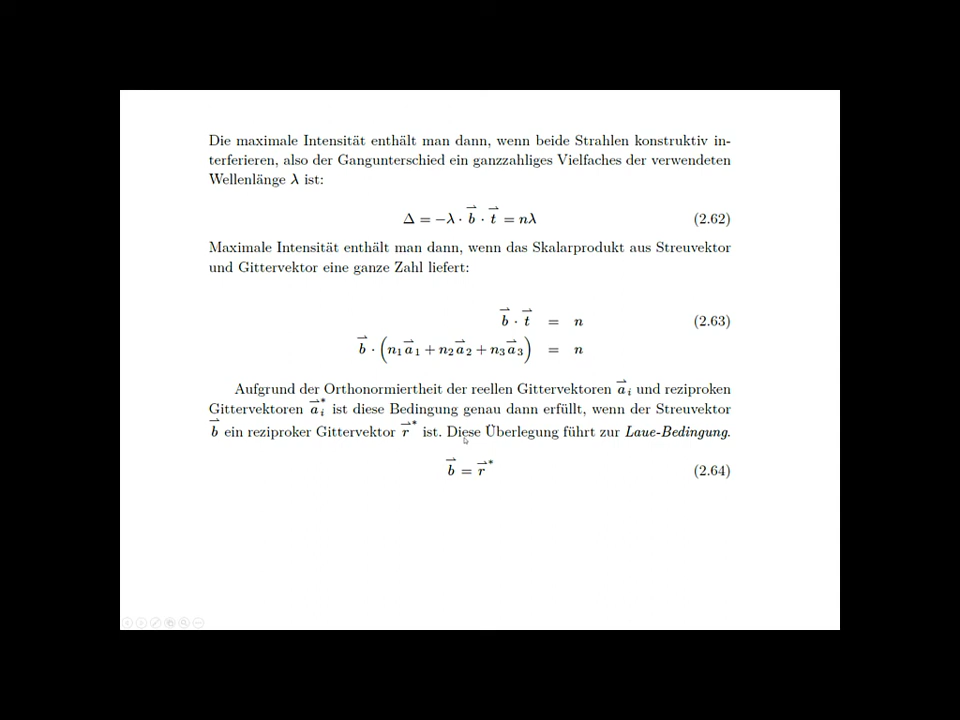 Die maximale Intensität enthält man dann, wenn beide Strahlen konstruktiv in-
terferieren, also der Gangunterschied ein ganzzahliges Vielfaches der verwendeten
Wellenlänge λ ist:
Δ = −λ · b⃗ · t⃗ = nλ (2.62)
Maximale Intensität enthält man dann, wenn das Skalarprodukt aus Streuvektor
und Gittervektor eine ganze Zahl liefert:
b⃗ · t⃗ = n (2.63)
b⃗ · (n₁a⃗₁ + n₂a⃗₂ + n₃a⃗₃) = n
Aufgrund der Orthonormiertheit der reellen Gittervektoren a⃗ᵢ und reziproken
Gittervektoren a⃗ᵢ* ist diese Bedingung genau dann erfüllt, wenn der Streuvektor
b⃗ ein reziproker Gittervektor r⃗* ist. Diese Überlegung führt zur Laue-Bedingung.
b⃗ = r⃗* (2.64)